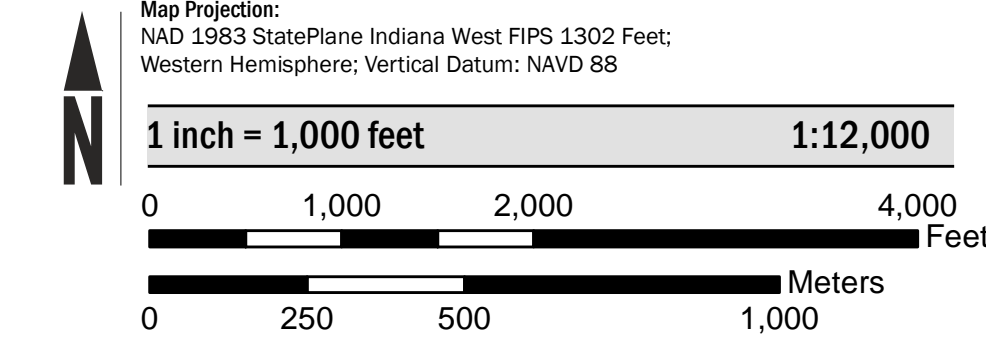 Map Projection:
NAD 1983 StatePlane Indiana West FIPS 1302 Feet;
Western Hemisphere; Vertical Datum: NAVD 88
N
1 inch = 1,000 feet 1:12,000
0 1,000 2,000 4,000
Feet
Meters
0 250 500 1,000